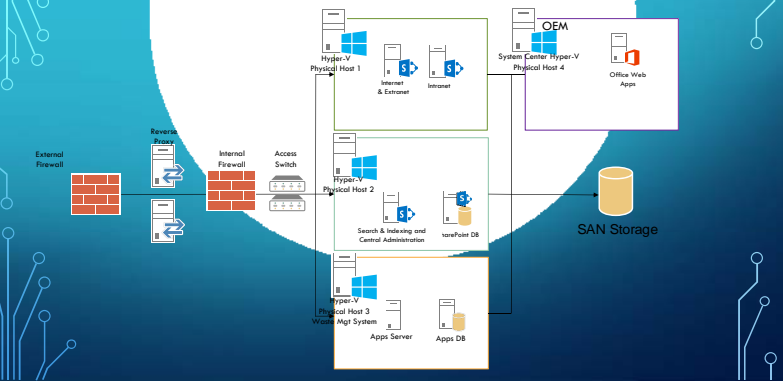 OEM
Hyper-V
Physical Host 1
System Center Hyper-V
Physical Host 4
Internet
& Extranet
Intranet
Office Web
Apps
Reverse
Proxy
External
Firewall
Internal
Firewall
Access
Switch
Hyper-V
Physical Host 2
Search & Indexing and
Central Administration
harePoint DB
SAN Storage
Hyper-V
Physical Host 3
Mgt System
Apps Server
Apps DB